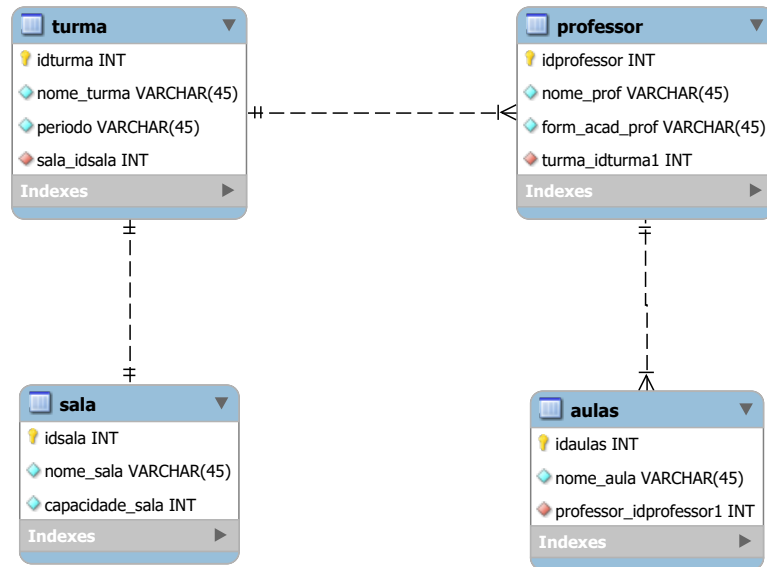 turma
idturma INT
nome_turma VARCHAR(45)
periodo VARCHAR(45)
sala_idsala INT
Indexes
professor
idprofessor INT
nome_prof VARCHAR(45)
form_acad_prof VARCHAR(45)
turma_idturma1 INT
Indexes
sala
idsala INT
nome_sala VARCHAR(45)
capacidade_sala INT
Indexes
aulas
idaulas INT
nome_aula VARCHAR(45)
professor_idprofessor1 INT
Indexes